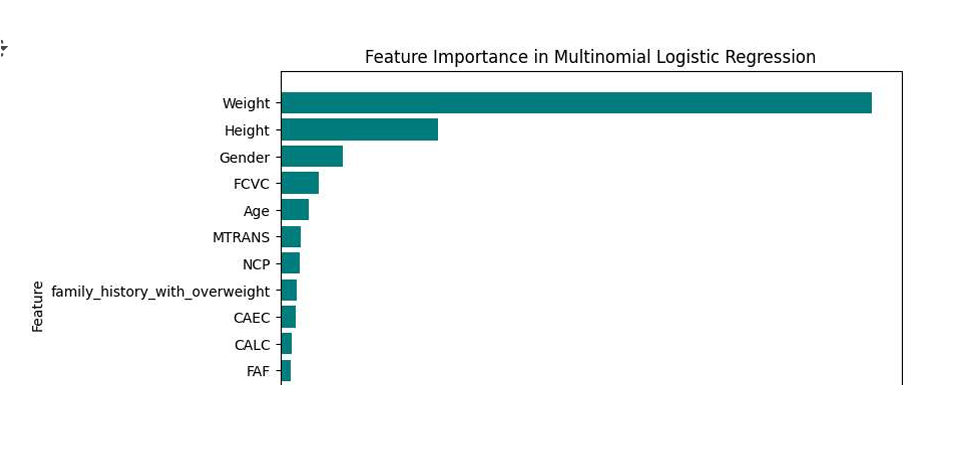 Feature Importance in Multinomial Logistic Regression
Weight
Height
Gender
FCVC
Age
MTRANS
NCP
family_history_with_overweight
CAEC
CALC
FAF
Feature